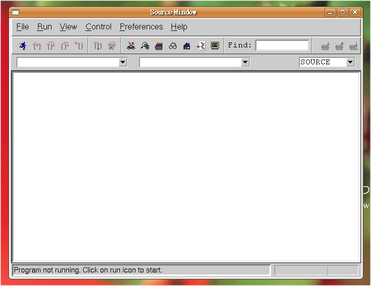 Source Window
File Run View Control Preferences Help
Find:
SOURCE
Program not running. Click on run icon to start.